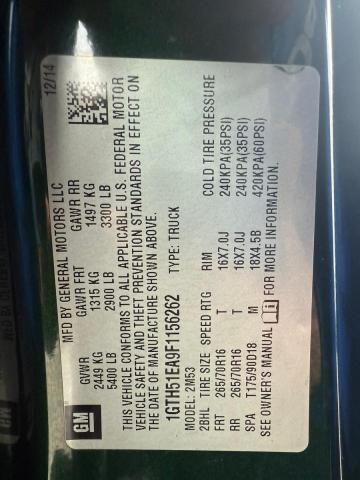 GM
MFD BY GENERAL MOTORS LLC 12/14
GVWR GAWR FRT GAWR RR
2449 KG 1315 KG 1497 KG
5400 LB 2900 LB 3300 LB
THIS VEHICLE CONFORMS TO ALL APPLICABLE U.S. FEDERAL MOTOR
VEHICLE SAFETY AND THEFT PREVENTION STANDARDS IN EFFECT ON
THE DATE OF MANUFACTURE SHOWN ABOVE.
1GTH51EA9F1156262 TYPE: TRUCK
MODEL: 2M53
2BHL TIRE SIZE SPEED RTG RIM COLD TIRE PRESSURE
FRT 265/70R16 T 16X7.0J 240KPA(35PSI)
RR 265/70R16 T 16X7.0J 240KPA(35PSI)
SPA T175/90D18 M 18X4.5B 420KPA(60PSI)
SEE OWNER'S MANUAL FOR MORE INFORMATION.